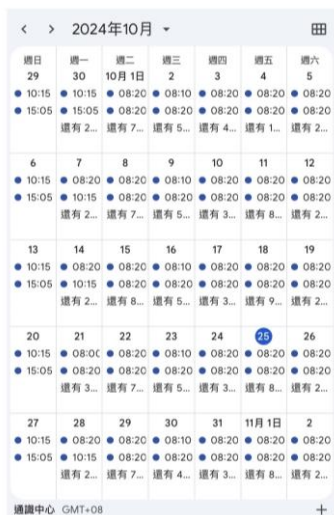 2024年10月
週日 週一 週二 週三 週四 週五 週六
29 30 10月 1日 2 3 4 5
10:15 10:15 08:20 08:10 08:20 08:20 08:20
15:05 15:05 08:20 08:20 08:20 08:20 08:20
還有 2... 還有 7... 還有 5... 還有 4... 還有 1... 還有 2...
6 7 8 9 10 11 12
10:15 08:20 08:20 08:10 08:20 08:20 08:20
15:05 10:15 08:20 08:20 08:20 08:20 08:20
還有 2... 還有 7... 還有 5... 還有 3... 還有 8... 還有 2...
13 14 15 16 17 18 19
10:15 08:20 08:20 08:10 08:20 08:20 08:20
15:05 10:15 08:20 08:20 08:20 08:20 08:20
還有 2... 還有 8... 還有 5... 還有 3... 還有 9... 還有 2...
20 21 22 23 24 25 26
10:15 08:00 08:20 08:10 08:20 08:20 08:20
15:05 08:20 08:20 08:20 08:20 08:20 08:20
還有 3... 還有 7... 還有 5... 還有 3... 還有 8... 還有 2...
27 28 29 30 31 11月 1日 2
10:15 08:20 08:20 08:10 08:20 08:20 08:20
15:05 10:15 08:20 08:20 08:20 08:20 08:20
還有 2... 還有 7... 還有 4... 還有 3... 還有 8... 還有 2...
通識中心 GMT+08